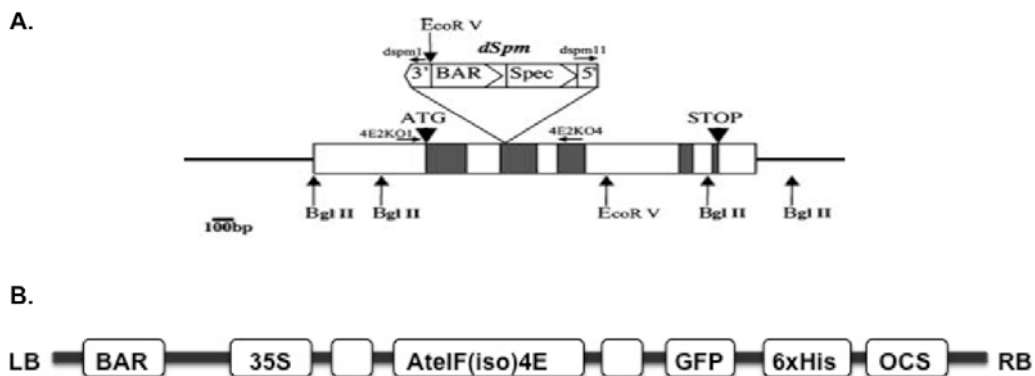 A.
EcoR V
dSpm
dspm1
dspm11
3' BAR Spec 5'
ATG
STOP
4E2KO1
4E2KO4
Bgl II
Bgl II
EcoR V
Bgl II
Bgl II
100bp
B.
LB BAR 35S AteIF(iso)4E GFP 6xHis OCS RB